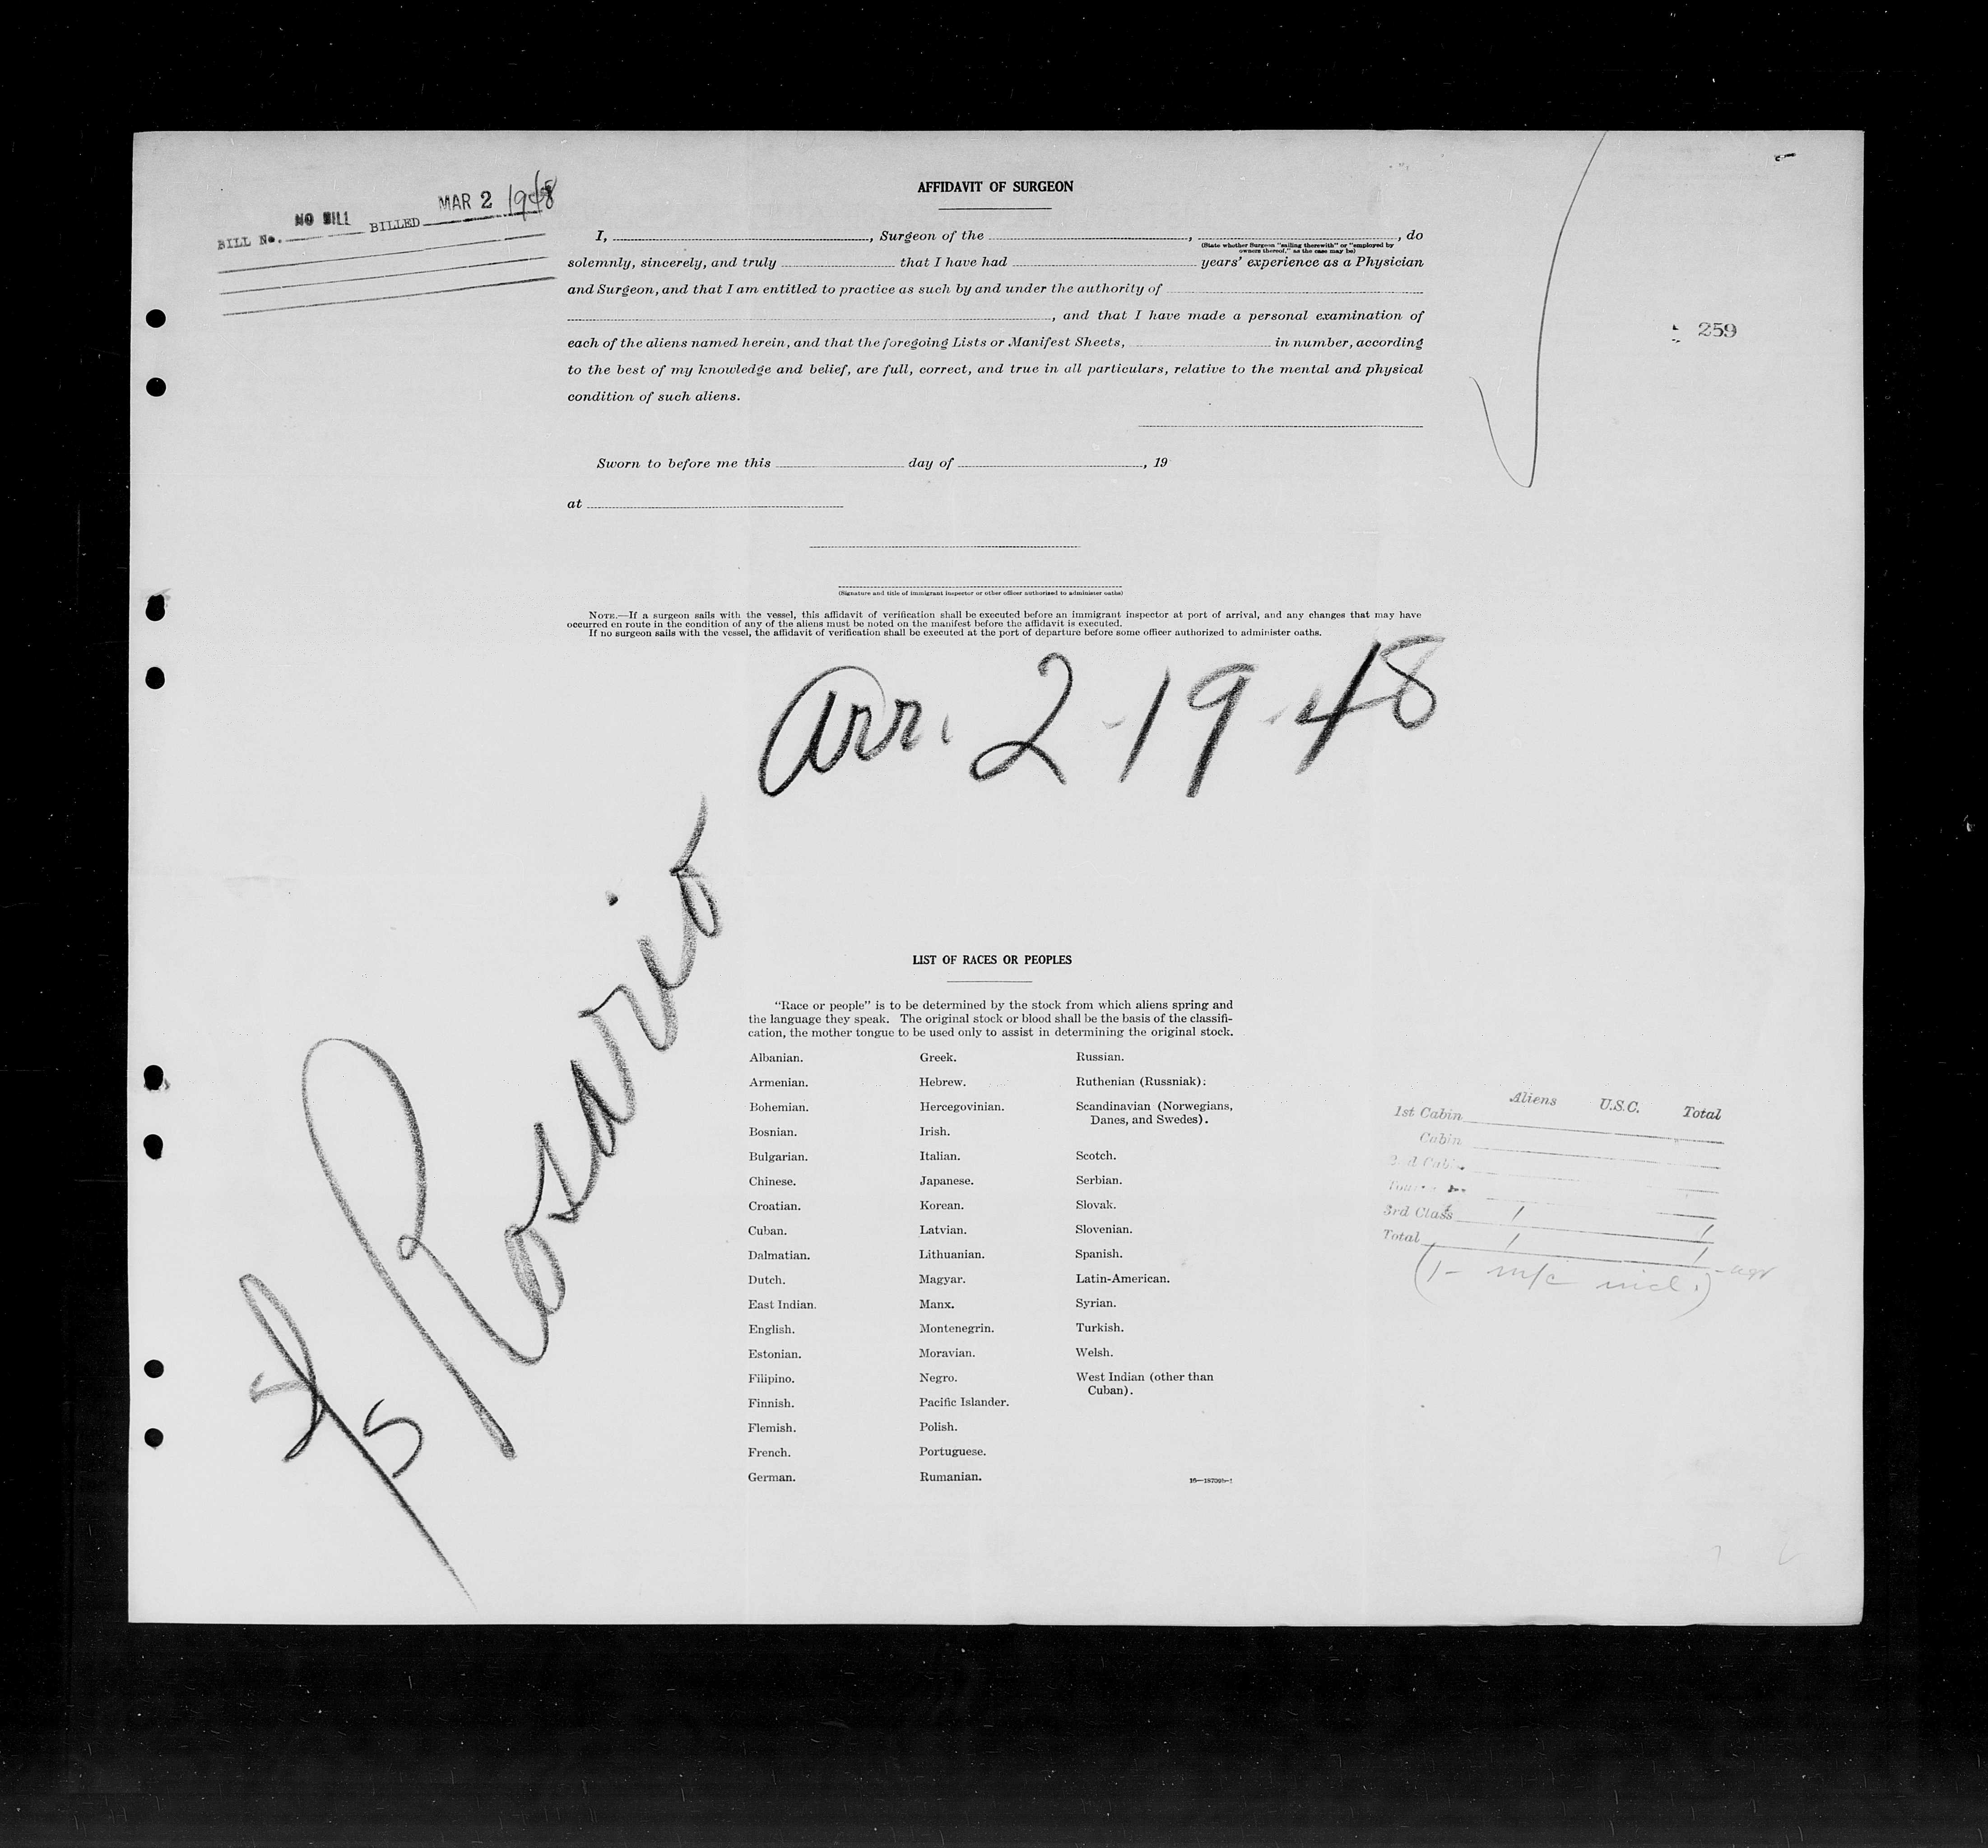 MAR 2 1948
BILL No. NO BILL BILLED
AFFIDAVIT OF SURGEON
I, , Surgeon of the , , do
(State whether Surgeon "sailing therewith" or "employed by
owners thereof," as the case may be)
solemnly, sincerely, and truly that I have had years' experience as a Physician
and Surgeon, and that I am entitled to practice as such by and under the authority of
, and that I have made a personal examination of
259
each of the aliens named herein, and that the foregoing Lists or Manifest Sheets, in number, according
to the best of my knowledge and belief, are full, correct, and true in all particulars, relative to the mental and physical
condition of such aliens.
Sworn to before me this day of , 19
at
(Signature and title of immigrant inspector or other officer authorized to administer oaths)
NOTE.—If a surgeon sails with the vessel, this affidavit of verification shall be executed before an immigrant inspector at port of arrival, and any changes that may have
occurred en route in the condition of any of the aliens must be noted on the manifest before the affidavit is executed.
If no surgeon sails with the vessel, the affidavit of verification shall be executed at the port of departure before some officer authorized to administer oaths.
Arr. 2-19-48
Rosario
LIST OF RACES OR PEOPLES
"Race or people" is to be determined by the stock from which aliens spring and
the language they speak. The original stock or blood shall be the basis of the classifi-
cation, the mother tongue to be used only to assist in determining the original stock.
Albanian.
Armenian.
Bohemian.
Bosnian.
Bulgarian.
Chinese.
Croatian.
Cuban.
Dalmatian.
Dutch.
East Indian.
English.
Estonian.
Filipino.
Finnish.
Flemish.
French.
German.
Greek.
Hebrew.
Hercegovinian.
Irish.
Italian.
Japanese.
Korean.
Latvian.
Lithuanian.
Magyar.
Manx.
Montenegrin.
Moravian.
Negro.
Pacific Islander.
Polish.
Portuguese.
Rumanian.
Russian.
Ruthenian (Russniak).
Scandinavian (Norwegians,
Danes, and Swedes).
Scotch.
Serbian.
Slovak.
Slovenian.
Spanish.
Latin-American.
Syrian.
Turkish.
Welsh.
West Indian (other than
Cuban).
Aliens U.S.C. Total
1st Cabin
Cabin
2nd Cabin
3rd Class 1 1
Total 1 1
(1- m/c incl.)